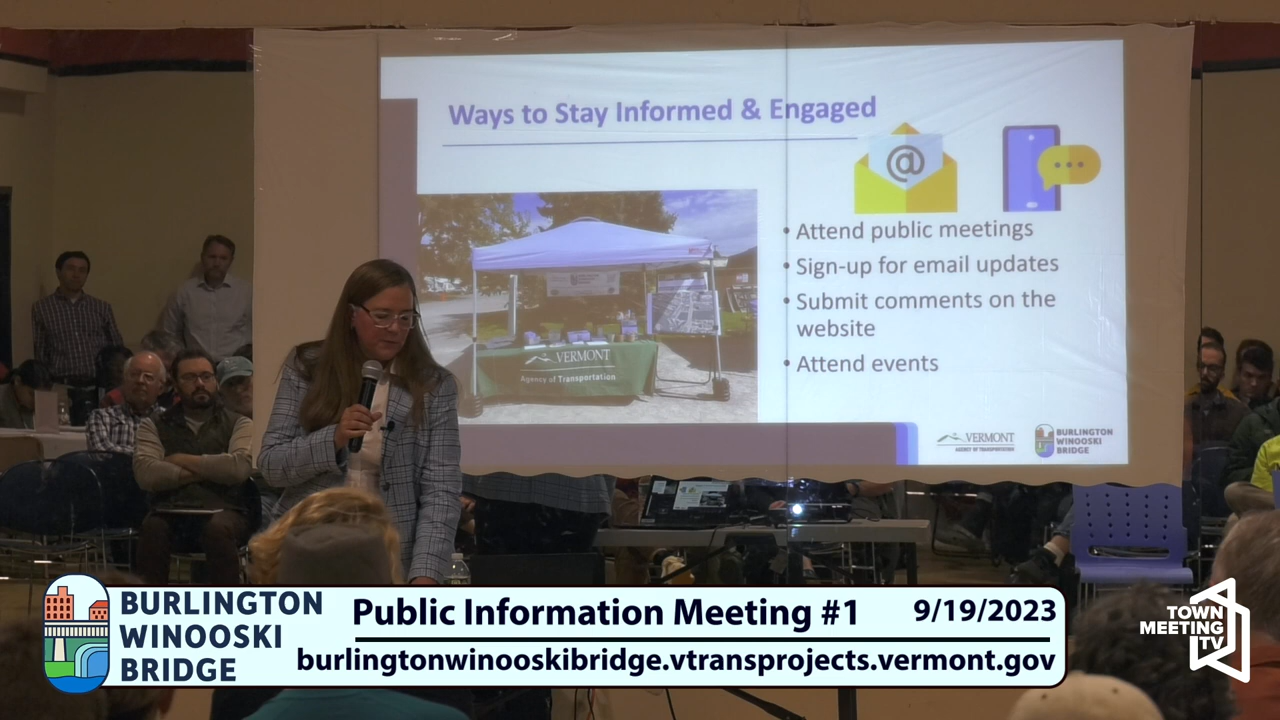 Ways to Stay Informed & Engaged
@
• Attend public meetings
• Sign-up for email updates
• Submit comments on the
website
• Attend events
VERMONT
Agency of Transportation
VERMONT
AGENCY OF TRANSPORTATION
BURLINGTON
WINOOSKI
BRIDGE
BURLINGTON
WINOOSKI
BRIDGE
Public Information Meeting #1 9/19/2023
burlingtonwinooskibridge.vtransprojects.vermont.gov
TOWN
MEETING
TV